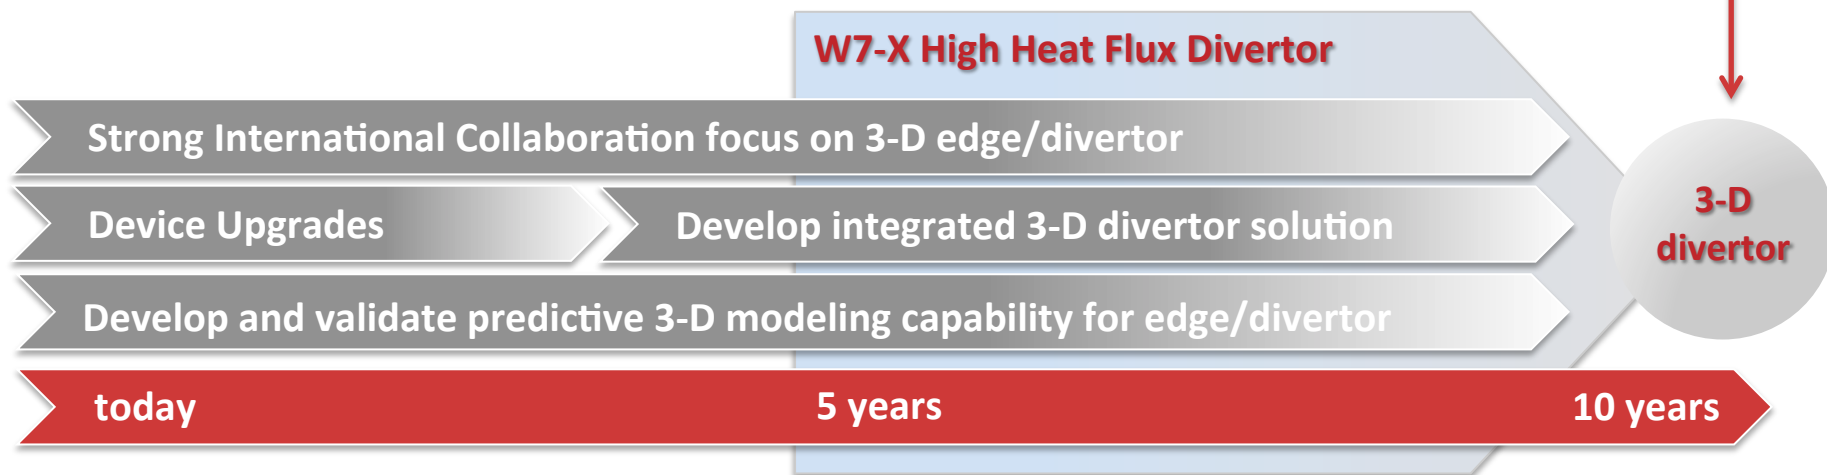 W7-X High Heat Flux Divertor
Strong International Collaboration focus on 3-D edge/divertor
Device Upgrades
Develop integrated 3-D divertor solution
3-D
divertor
Develop and validate predictive 3-D modeling capability for edge/divertor
today
5 years
10 years